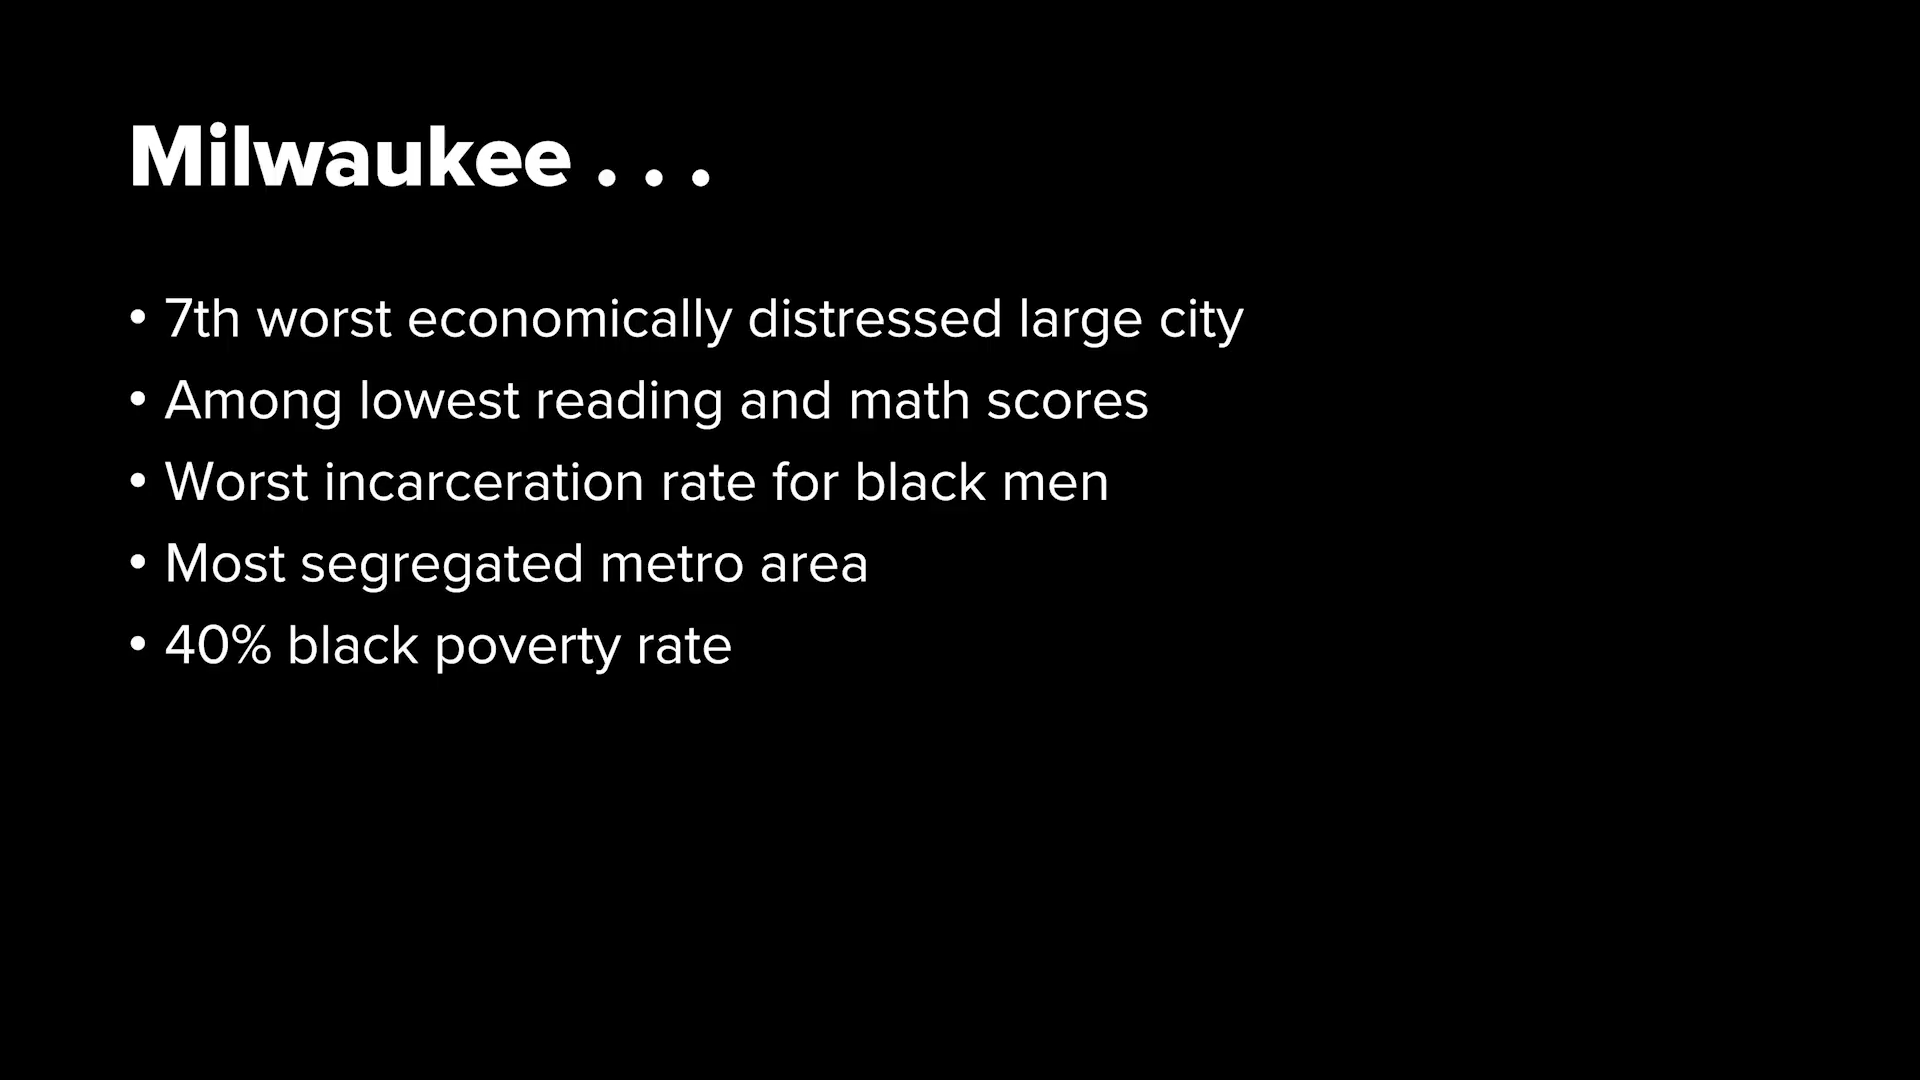 Milwaukee . . .
• 7th worst economically distressed large city
• Among lowest reading and math scores
• Worst incarceration rate for black men
• Most segregated metro area
• 40% black poverty rate